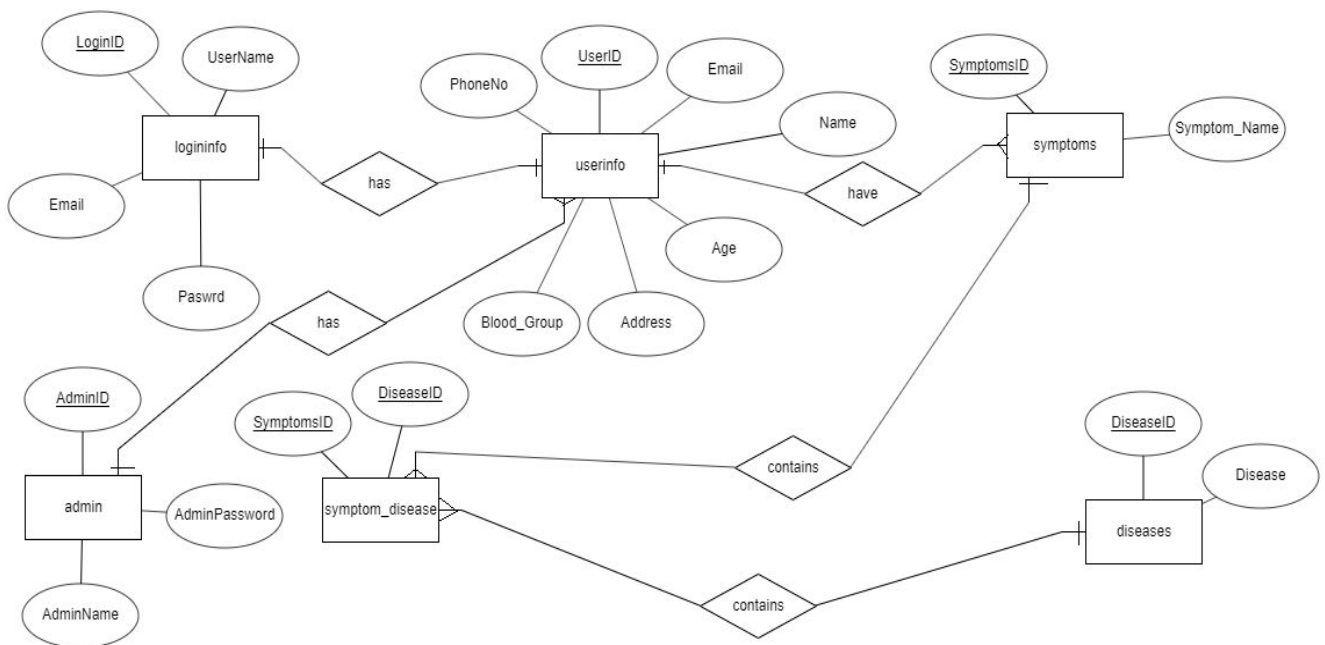 LoginID
UserName
logininfo
Email
Paswrd
has
PhoneNo
UserID
Email
Name
userinfo
Age
Address
Blood_Group
have
SymptomsID
Symptom_Name
symptoms
has
AdminID
admin
AdminPassword
AdminName
SymptomsID
DiseaseID
symptom_disease
contains
contains
DiseaseID
Disease
diseases